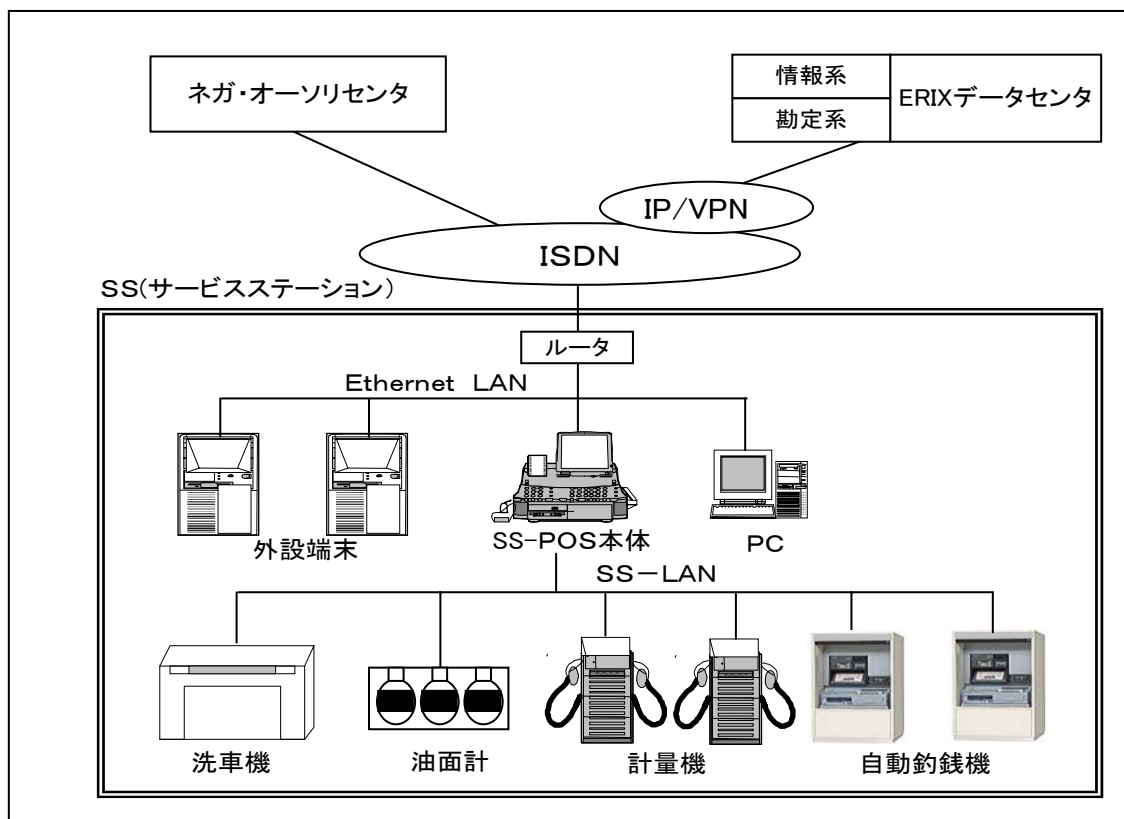 ネガ・オーソリセンタ
情報系
勘定系
ERIXデータセンタ
IP/VPN
ISDN
SS(サービスステーション)
ルータ
Ethernet LAN
外設端末
SS-POS本体
PC
SS-LAN
洗車機
油面計
計量機
自動釣銭機